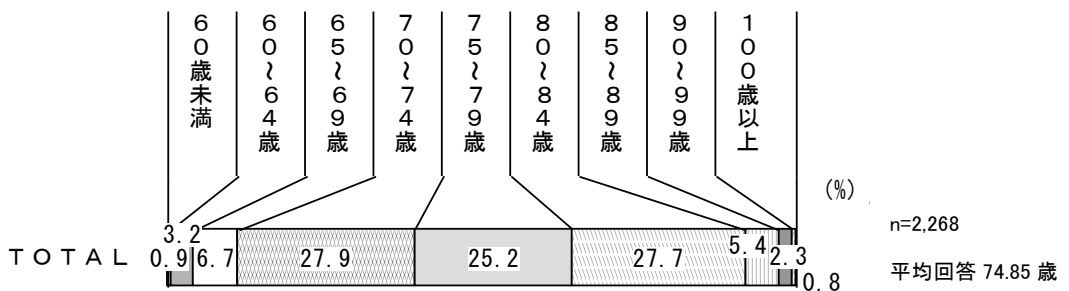 60歳未満
60~64歳
65~69歳
70~74歳
75~79歳
80~84歳
85~89歳
90~99歳
100歳以上
(%)
n=2,268
平均回答 74.85 歳
TOTAL
0.9
3.2
6.7
27.9
25.2
27.7
5.4
2.3
0.8